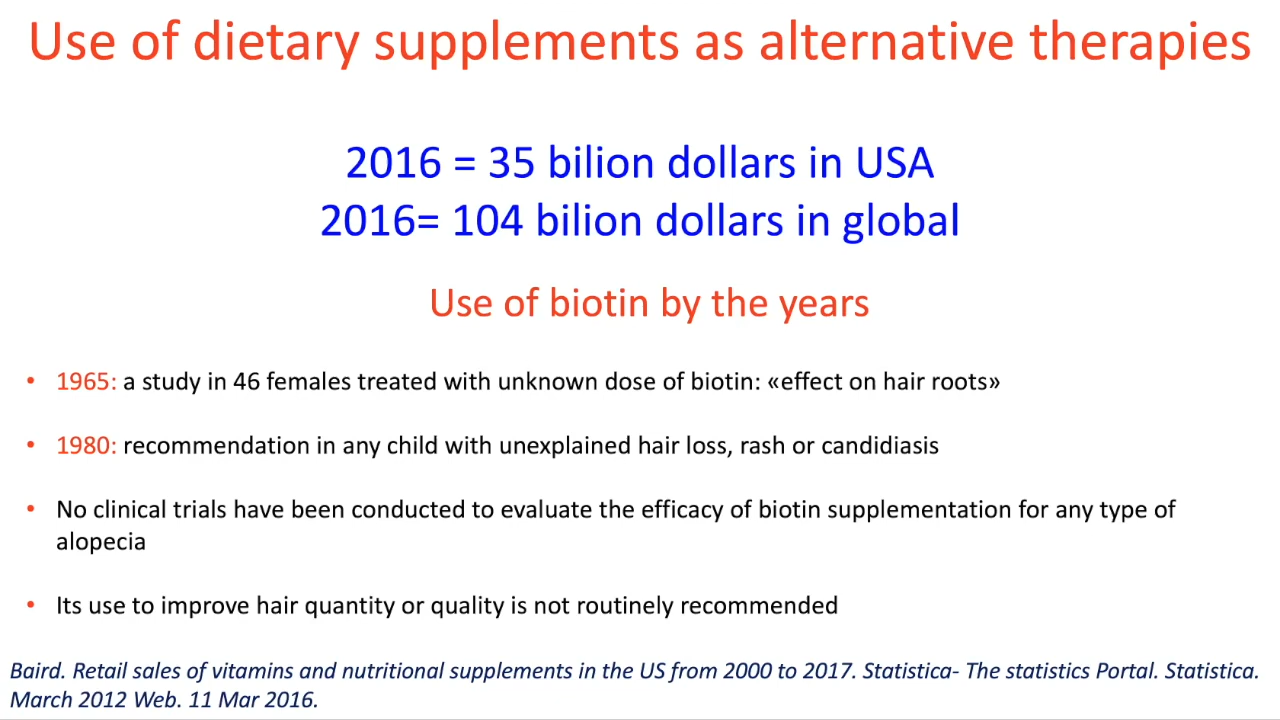 Use of dietary supplements as alternative therapies
2016 = 35 bilion dollars in USA
2016= 104 bilion dollars in global
Use of biotin by the years
• 1965: a study in 46 females treated with unknown dose of biotin: «effect on hair roots»
• 1980: recommendation in any child with unexplained hair loss, rash or candidiasis
• No clinical trials have been conducted to evaluate the efficacy of biotin supplementation for any type of
alopecia
• Its use to improve hair quantity or quality is not routinely recommended
Baird. Retail sales of vitamins and nutritional supplements in the US from 2000 to 2017. Statistica- The statistics Portal. Statistica.
March 2012 Web. 11 Mar 2016.